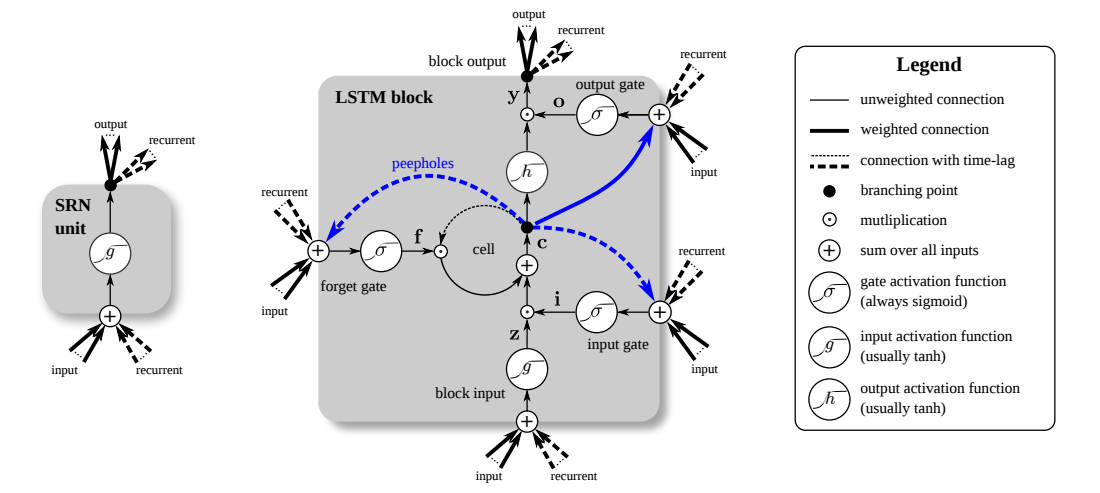 output
recurrent
SRN
unit
g
input
recurrent
output
recurrent
block output
LSTM block
y
o
output gate
σ
recurrent
input
h
peepholes
recurrent
f
σ
cell
c
forget gate
input
recurrent
i
σ
input gate
input
z
g
block input
input
recurrent
Legend
unweighted connection
weighted connection
connection with time-lag
branching point
mutliplication
sum over all inputs
σ
gate activation function
(always sigmoid)
g
input activation function
(usually tanh)
h
output activation function
(usually tanh)